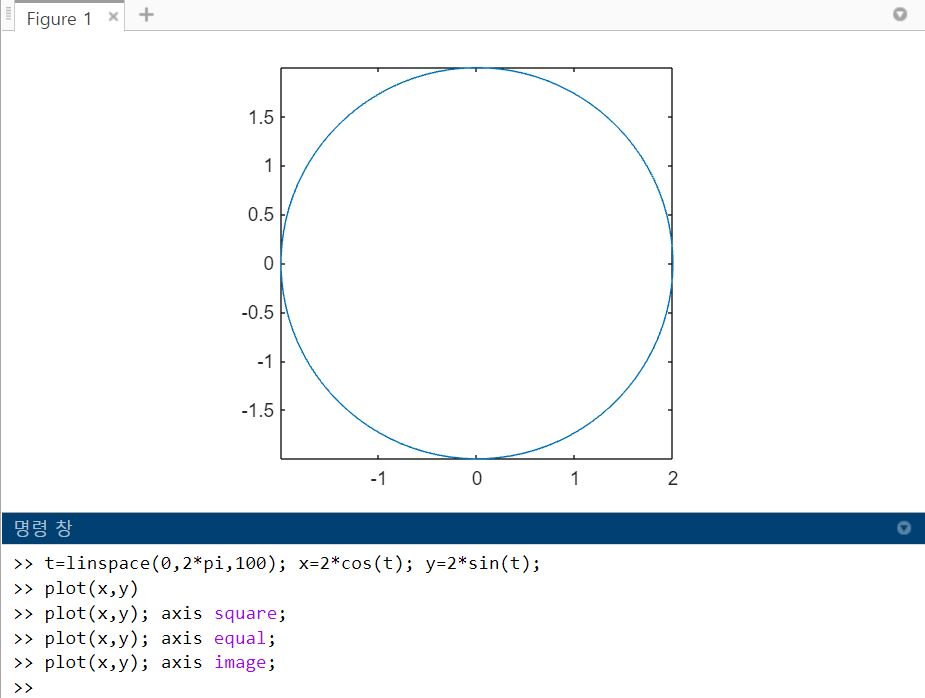 Figure 1
1.5
1
0.5
0
-0.5
-1
-1.5
-1 0 1 2
명령 창
>> t=linspace(0,2*pi,100); x=2*cos(t); y=2*sin(t);
>> plot(x,y)
>> plot(x,y); axis square;
>> plot(x,y); axis equal;
>> plot(x,y); axis image;
>>